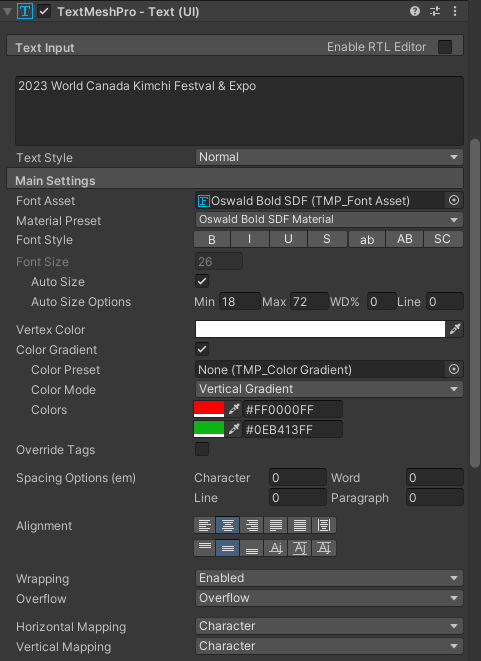 TextMeshPro - Text (UI)
Text Input Enable RTL Editor
2023 World Canada Kimchi Festval & Expo
Text Style Normal
Main Settings
Font Asset Oswald Bold SDF (TMP_Font Asset)
Material Preset Oswald Bold SDF Material
Font Style B I U S ab AB SC
Font Size 26
Auto Size
Auto Size Options Min 18 Max 72 WD% 0 Line 0
Vertex Color
Color Gradient
Color Preset None (TMP_Color Gradient)
Color Mode Vertical Gradient
Colors #FF0000FF
#0EB413FF
Override Tags
Spacing Options (em) Character 0 Word 0
Line 0 Paragraph 0
Alignment
Wrapping Enabled
Overflow Overflow
Horizontal Mapping Character
Vertical Mapping Character